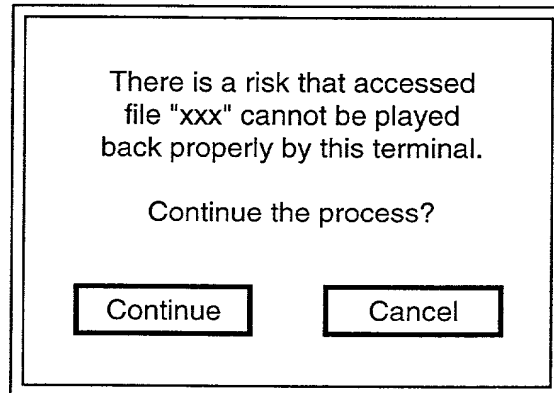 There is a risk that accessed
file "xxx" cannot be played
back properly by this terminal.
Continue the process?
Continue Cancel